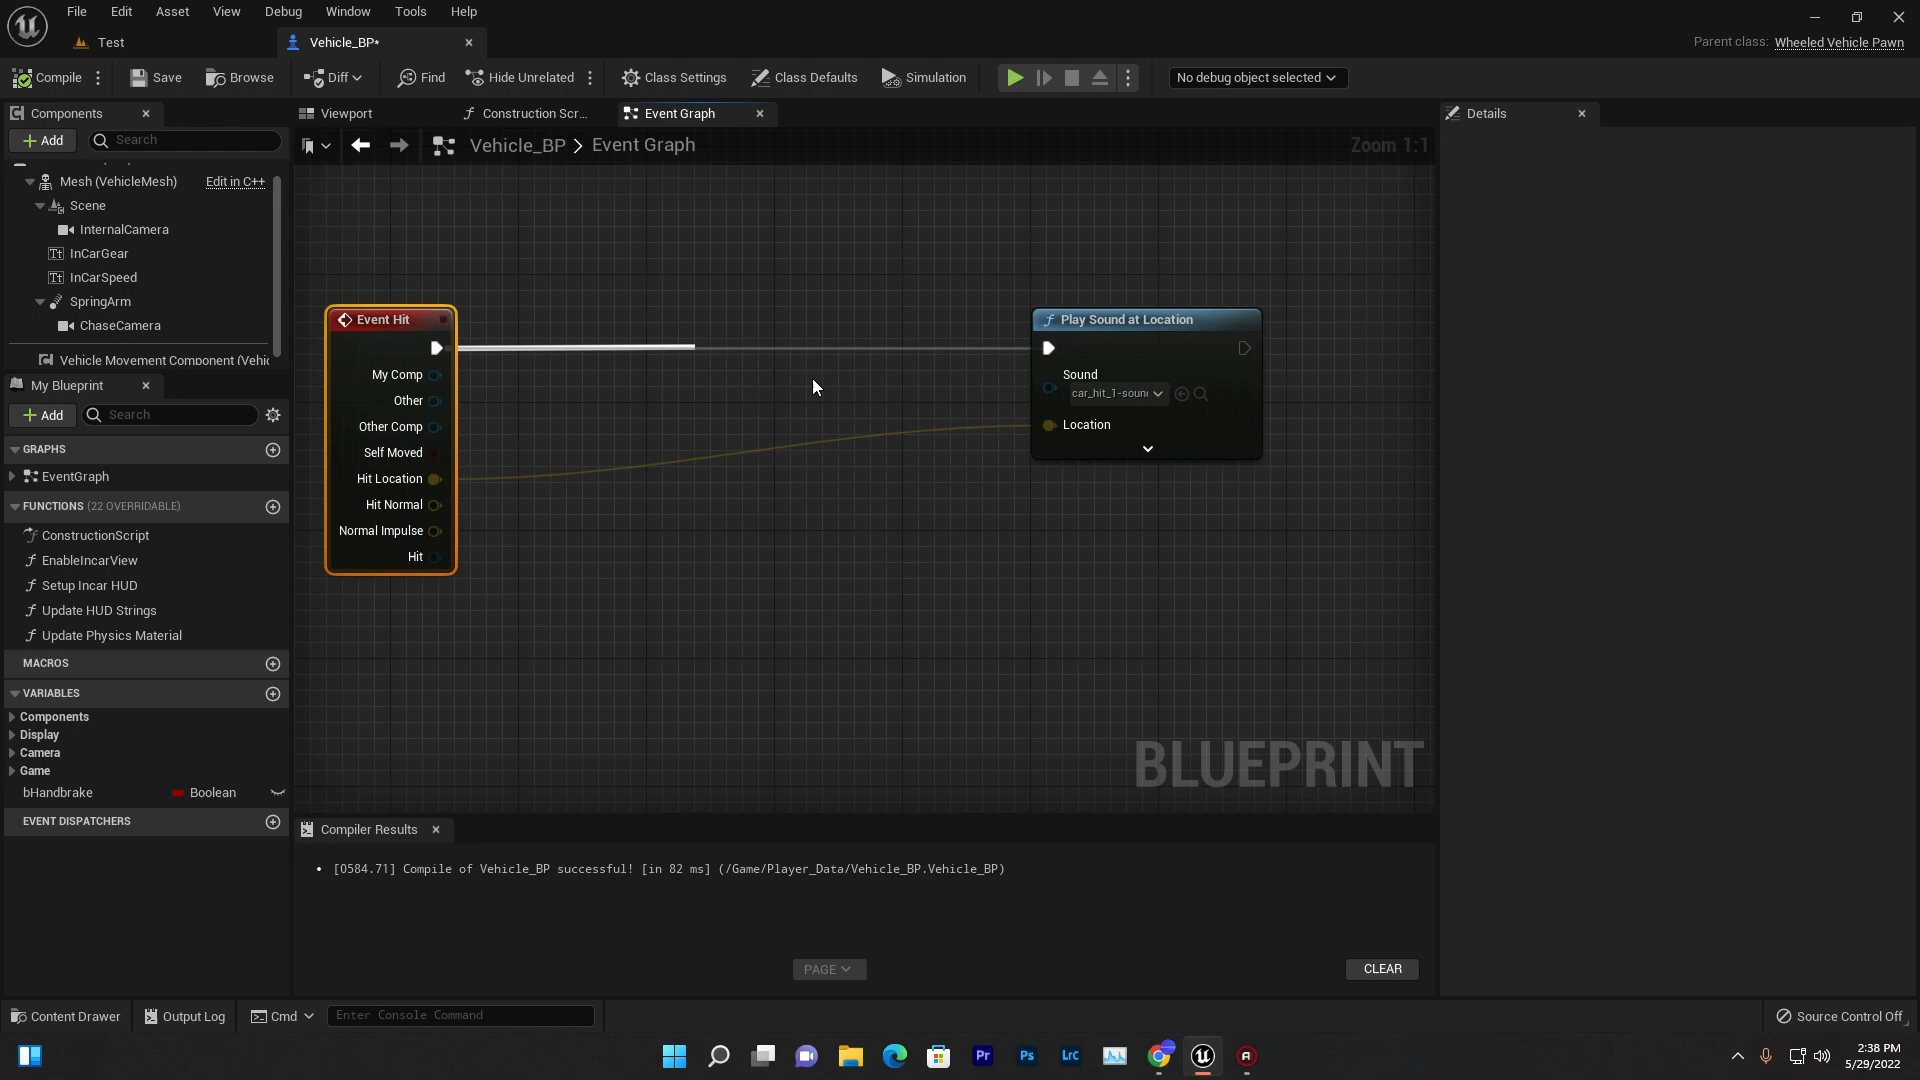 File Edit Asset View Debug Window Tools Help
Test
Vehicle_BP*
Parent class: Wheeled Vehicle Pawn
Compile Save Browse Diff Find Hide Unrelated Class Settings Class Defaults Simulation No debug object selected
Components
Viewport Construction Scr... Event Graph
Details
Add Search
Vehicle_BP > Event Graph
Zoom 1:1
Mesh (VehicleMesh) Edit in C++
Scene
InternalCamera
InCarGear
InCarSpeed
SpringArm
ChaseCamera
Vehicle Movement Component (Vehic
My Blueprint
Add Search
GRAPHS
EventGraph
FUNCTIONS (22 OVERRIDABLE)
ConstructionScript
EnableIncarView
Setup Incar HUD
Update HUD Strings
Update Physics Material
MACROS
VARIABLES
Components
Display
Camera
Game
bHandbrake Boolean
EVENT DISPATCHERS
Event Hit
My Comp
Other
Other Comp
Self Moved
Hit Location
Hit Normal
Normal Impulse
Hit
Play Sound at Location
Sound
car_hit_1-soun
Location
BLUEPRINT
Compiler Results
[0584.71] Compile of Vehicle_BP successful! [in 82 ms] (/Game/Player_Data/Vehicle_BP.Vehicle_BP)
PAGE
CLEAR
Content Drawer Output Log Cmd Enter Console Command Source Control Off
Pr Ps LrC
2:38 PM
5/29/2022